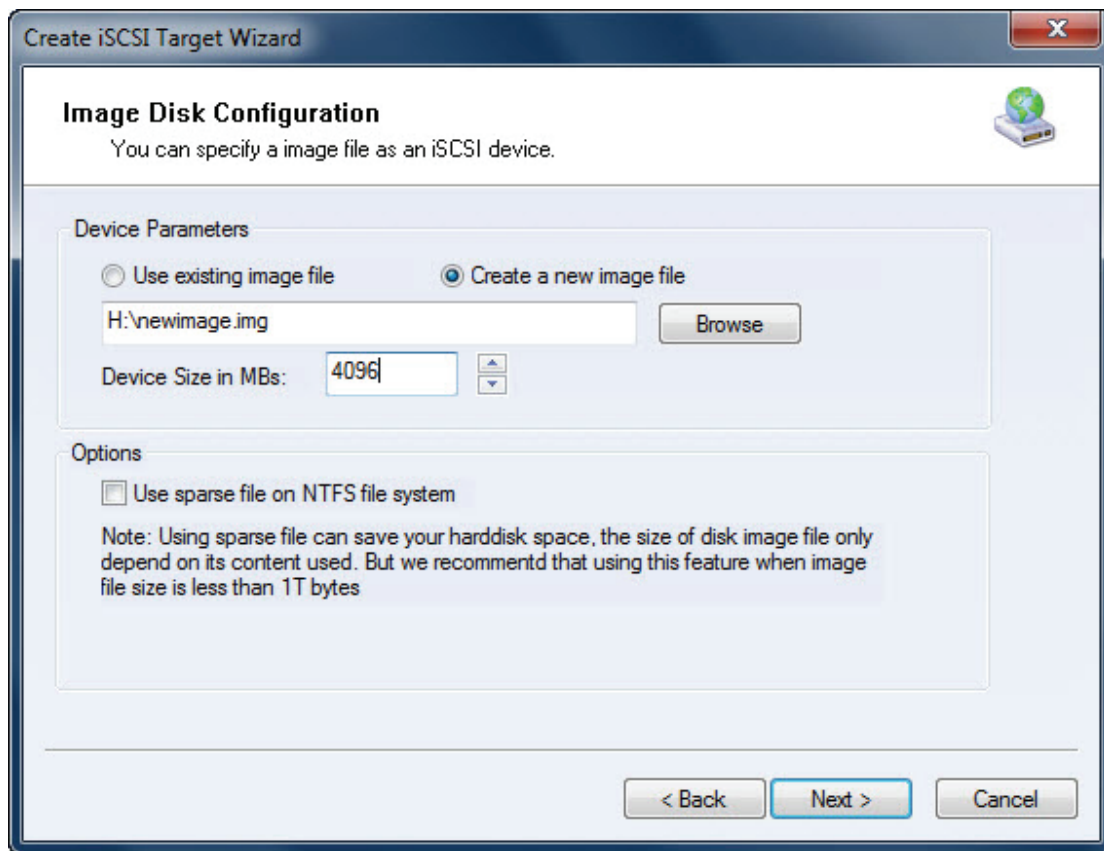 Create iSCSI Target Wizard
Image Disk Configuration
You can specify a image file as an iSCSI device.
Device Parameters
Use existing image file Create a new image file
H:\newimage.img Browse
Device Size in MBs: 4096
Options
Use sparse file on NTFS file system
Note: Using sparse file can save your harddisk space, the size of disk image file only
depend on its content used. But we recommentd that using this feature when image
file size is less than 1T bytes
< Back Next > Cancel